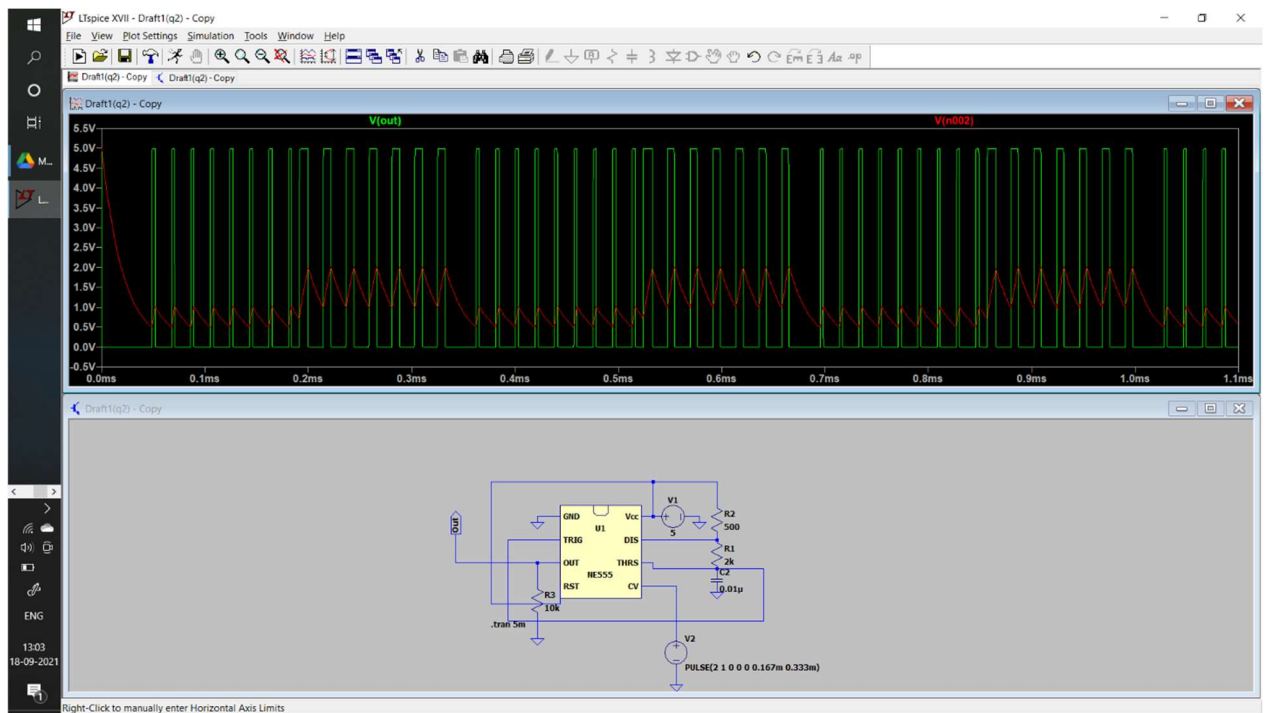 LTspice XVII - Draft1(q2) - Copy
File View Plot Settings Simulation Tools Window Help
Draft1(q2) - Copy Draft1(q2) - Copy
Draft1(q2) - Copy
V(out) V(n002)
5.5V
5.0V
4.5V
4.0V
3.5V
3.0V
2.5V
2.0V
1.5V
1.0V
0.5V
0.0V
-0.5V
0.0ms 0.1ms 0.2ms 0.3ms 0.4ms 0.5ms 0.6ms 0.7ms 0.8ms 0.9ms 1.0ms 1.1ms
Draft1(q2) - Copy
Out
GND Vcc
U1
TRIG DIS
OUT THRS
NE555
RST CV
V1
5
R2
500
R1
2k
C2
0.01µ
R3
10k
.tran 5m
V2
PULSE(2 1 0 0 0 0.167m 0.333m)
M...
L...
ENG
13:03
18-09-2021
1
Right-Click to manually enter Horizontal Axis Limits